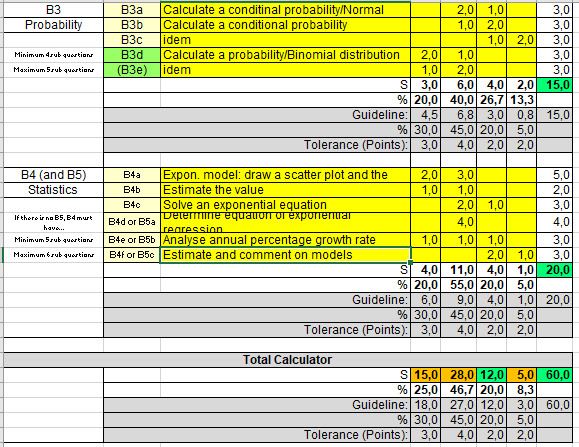 B3 B3a Calculate a conditinal probability/Normal 2,0 1,0 3,0
Probability B3b Calculate a conditional probability 1,0 2,0 3,0
B3c idem 1,0 2,0 3,0
Minimum 4 sub questions B3d Calculate a probability/Binomial distribution 2,0 1,0 3,0
Maximum 5 sub questions (B3e) idem 1,0 2,0 3,0
S 3,0 6,0 4,0 2,0 15,0
% 20,0 40,0 26,7 13,3
Guideline: 4,5 6,8 3,0 0,8 15,0
% 30,0 45,0 20,0 5,0
Tolerance (Points): 3,0 4,0 2,0 2,0
B4 (and B5) B4a Expon. model: draw a scatter plot and the 2,0 3,0 5,0
Statistics B4b Estimate the value 1,0 1,0 2,0
B4c Solve an exponential equation 2,0 1,0 3,0
If there is no B5, B4 must have... B4d or B5a Determine equation of exponential regression 4,0 4,0
Minimum 5 sub questions B4e or B5b Analyse annual percentage growth rate 1,0 1,0 1,0 3,0
Maximum 6 sub questions B4f or B5c Estimate and comment on models 2,0 1,0 3,0
S 4,0 11,0 4,0 1,0 20,0
% 20,0 55,0 20,0 5,0
Guideline: 6,0 9,0 4,0 1,0 20,0
% 30,0 45,0 20,0 5,0
Tolerance (Points): 3,0 4,0 2,0 2,0
Total Calculator
S 15,0 28,0 12,0 5,0 60,0
% 25,0 46,7 20,0 8,3
Guideline: 18,0 27,0 12,0 3,0 60,0
% 30,0 45,0 20,0 5,0
Tolerance (Points): 3,0 4,0 2,0 2,0